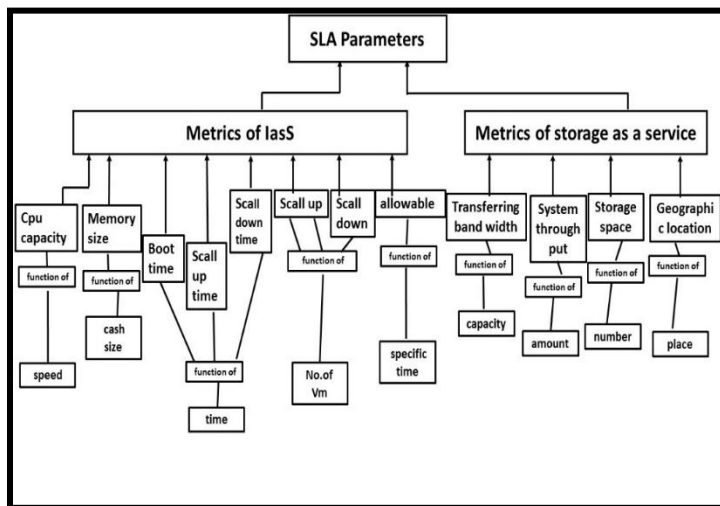 SLA Parameters
Metrics of IasS
Metrics of storage as a service
Cpu
capacity
Memory
size
Boot
time
Scall
up
time
Scall
down
time
Scall up
Scall
down
allowable
Transferring
band width
System
through
put
Storage
space
Geographi
c location
function of
function of
function of
function of
function of
function of
function of
function of
function of
speed
cash
size
time
No.of
Vm
specific
time
capacity
amount
number
place